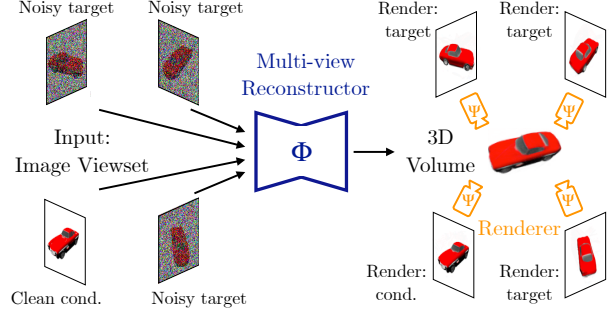 Noisy target
Noisy target
Multi-view
Reconstructor
Φ
Input:
Image Viewset
Clean cond.
Noisy target
Render:
target
Render:
target
Ψ
Ψ
3D
Volume
Ψ
Ψ
Renderer
Render:
cond.
Render:
target